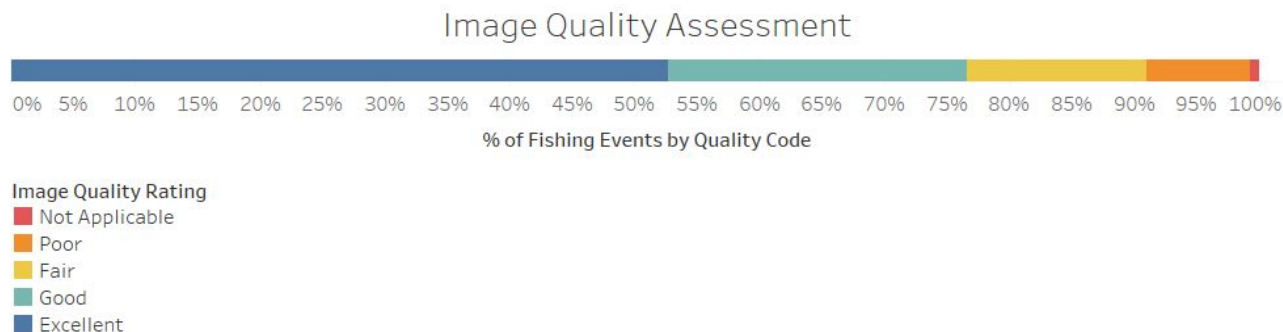 Image Quality Assessment
0% 5% 10% 15% 20% 25% 30% 35% 40% 45% 50% 55% 60% 65% 70% 75% 80% 85% 90% 95% 100%
% of Fishing Events by Quality Code
Image Quality Rating
Not Applicable
Poor
Fair
Good
Excellent